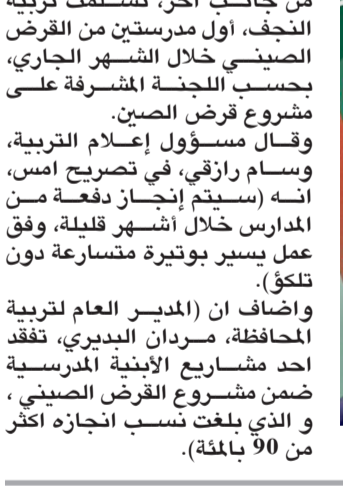 من جانب آخر، تسلمت تربية
النجف، أول مدرستين من القرض
الصيني خلال الشهر الجاري،
بحسب اللجنة المشرفة على
مشروع قرض الصين.
وقال مسؤول إعلام التربية،
وسام رازقي، في تصريح امس،
انه (سيتم إنجاز دفعة من
المدارس خلال أشهر قليلة، وفق
عمل يسير بوتيرة متسارعة دون
تلكؤ).
واضاف ان (المدير العام لتربية
المحافظة، مردان البديري، تفقد
احد مشاريع الأبنية المدرسية
ضمن مشروع القرض الصيني ،
و الذي بلغت نسب انجازه اكثر
من 90 بالمئة).